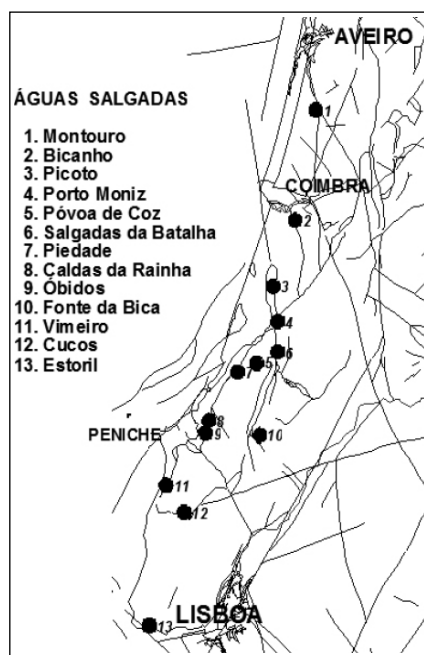 AVEIRO
ÁGUAS SALGADAS
1. Montouro
2. Bicanho
3. Picoto
4. Porto Moniz
5. Póvoa de Coz
6. Salgadas da Batalha
7. Piedade
8. Caldas da Rainha
9. Óbidos
10. Fonte da Bica
11. Vimeiro
12. Cucos
13. Estoril
1
COIMBRA
2
3
4
6
5
7
8
PENICHE
9
10
11
12
LISBOA
13